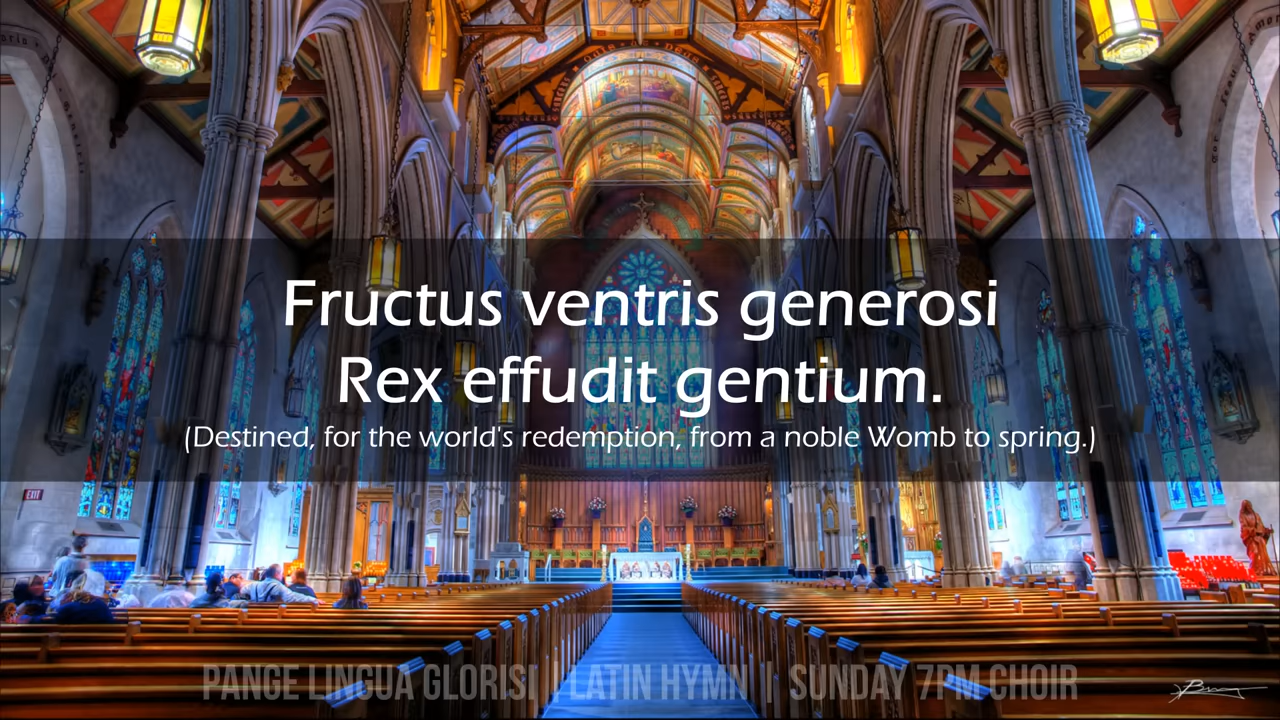 Fructus ventris generosi
Rex effudit gentium.
(Destined, for the world's redemption, from a noble Womb to spring.)
EXIT
PANGE LINGUA GLORISI | LATIN HYMN | SUNDAY 7PM CHOIR